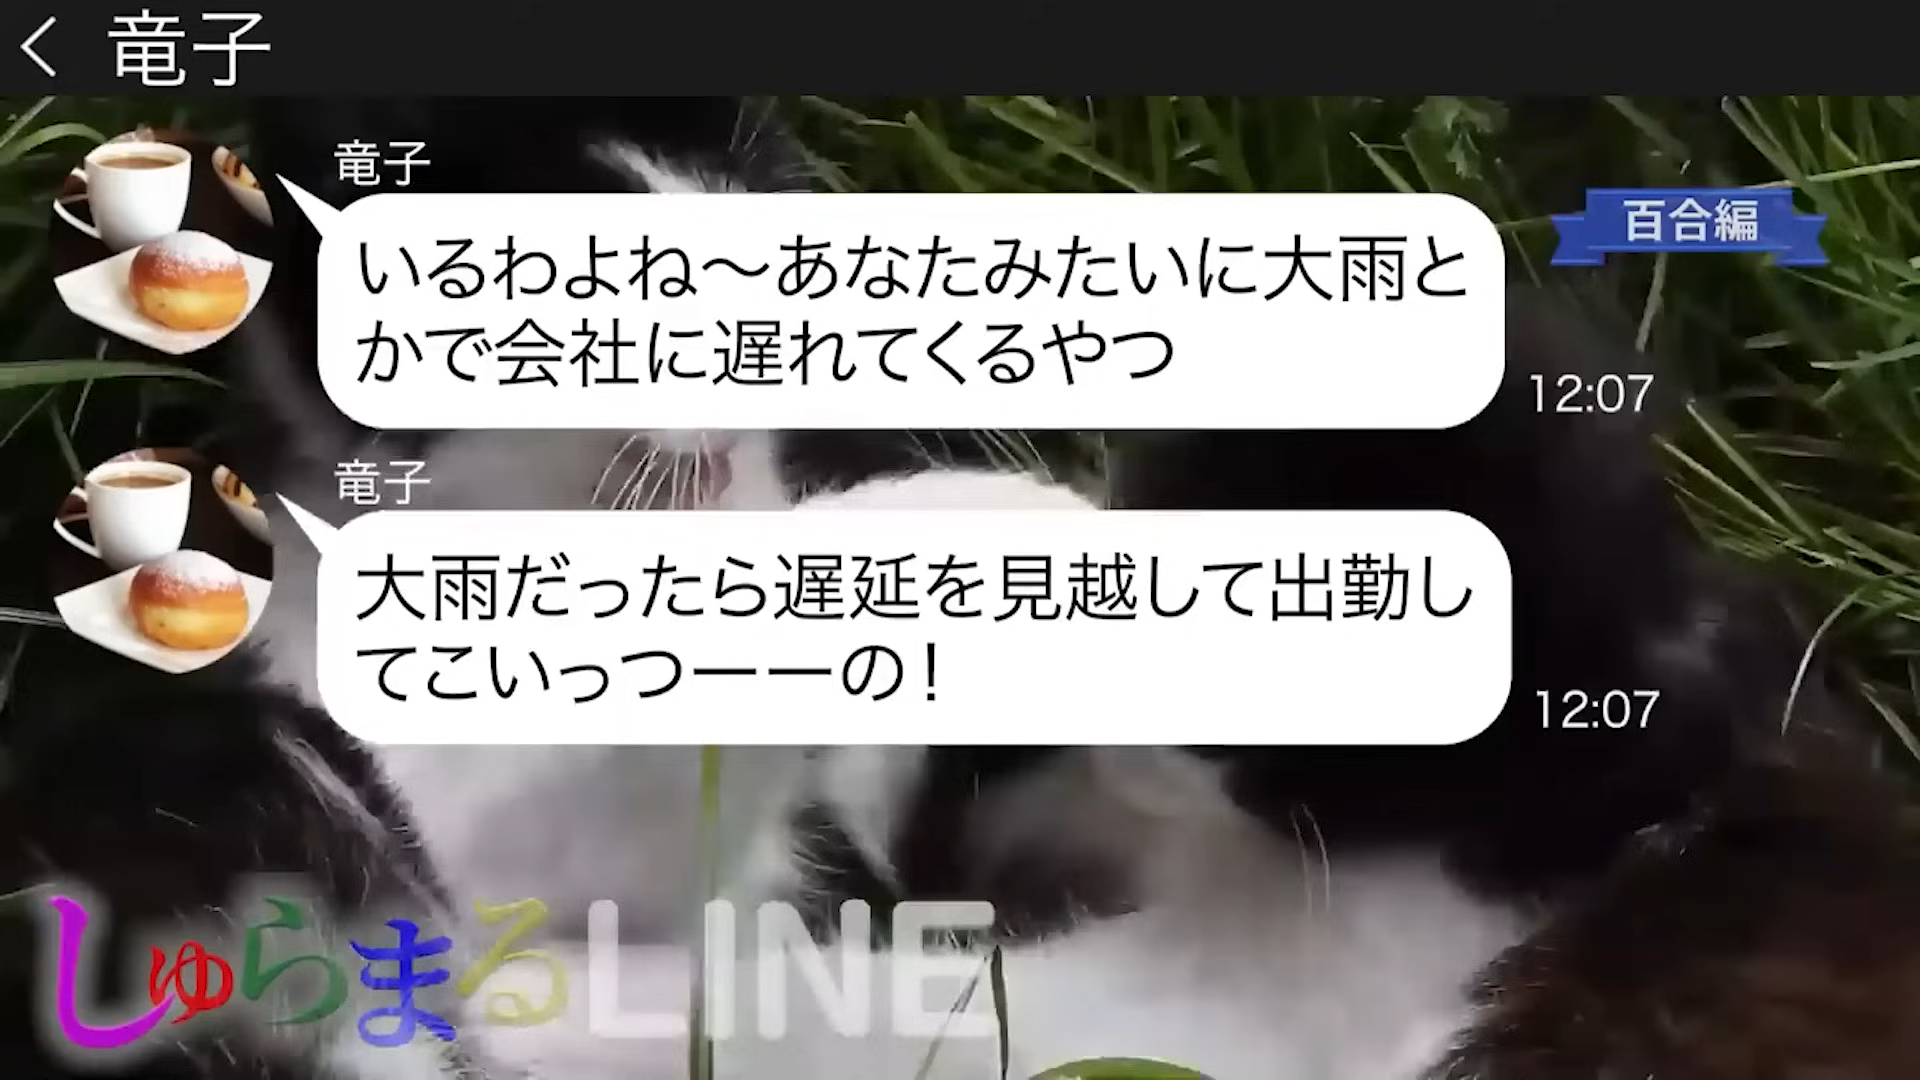 竜子
竜子
百合編
いるわよね〜あなたみたいに大雨と
かで会社に遅れてくるやつ
12:07
竜子
大雨だったら遅延を見越して出勤し
てこいっつーーの！
12:07
しゅらまるLINE